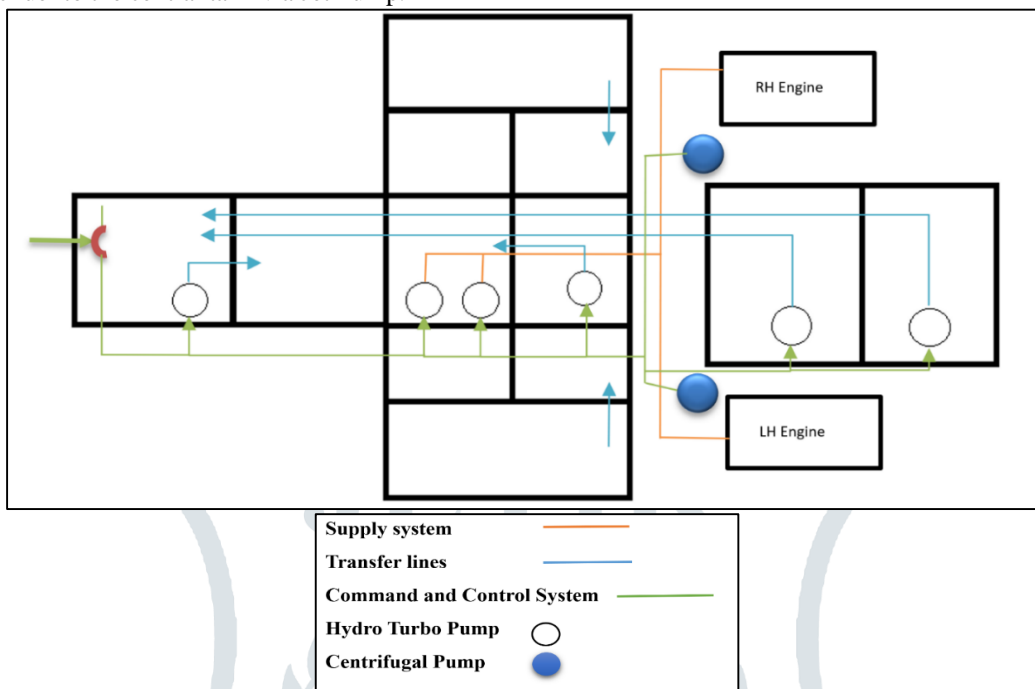 RH Engine
LH Engine
Supply system
Transfer lines
Command and Control System
Hydro Turbo Pump
Centrifugal Pump